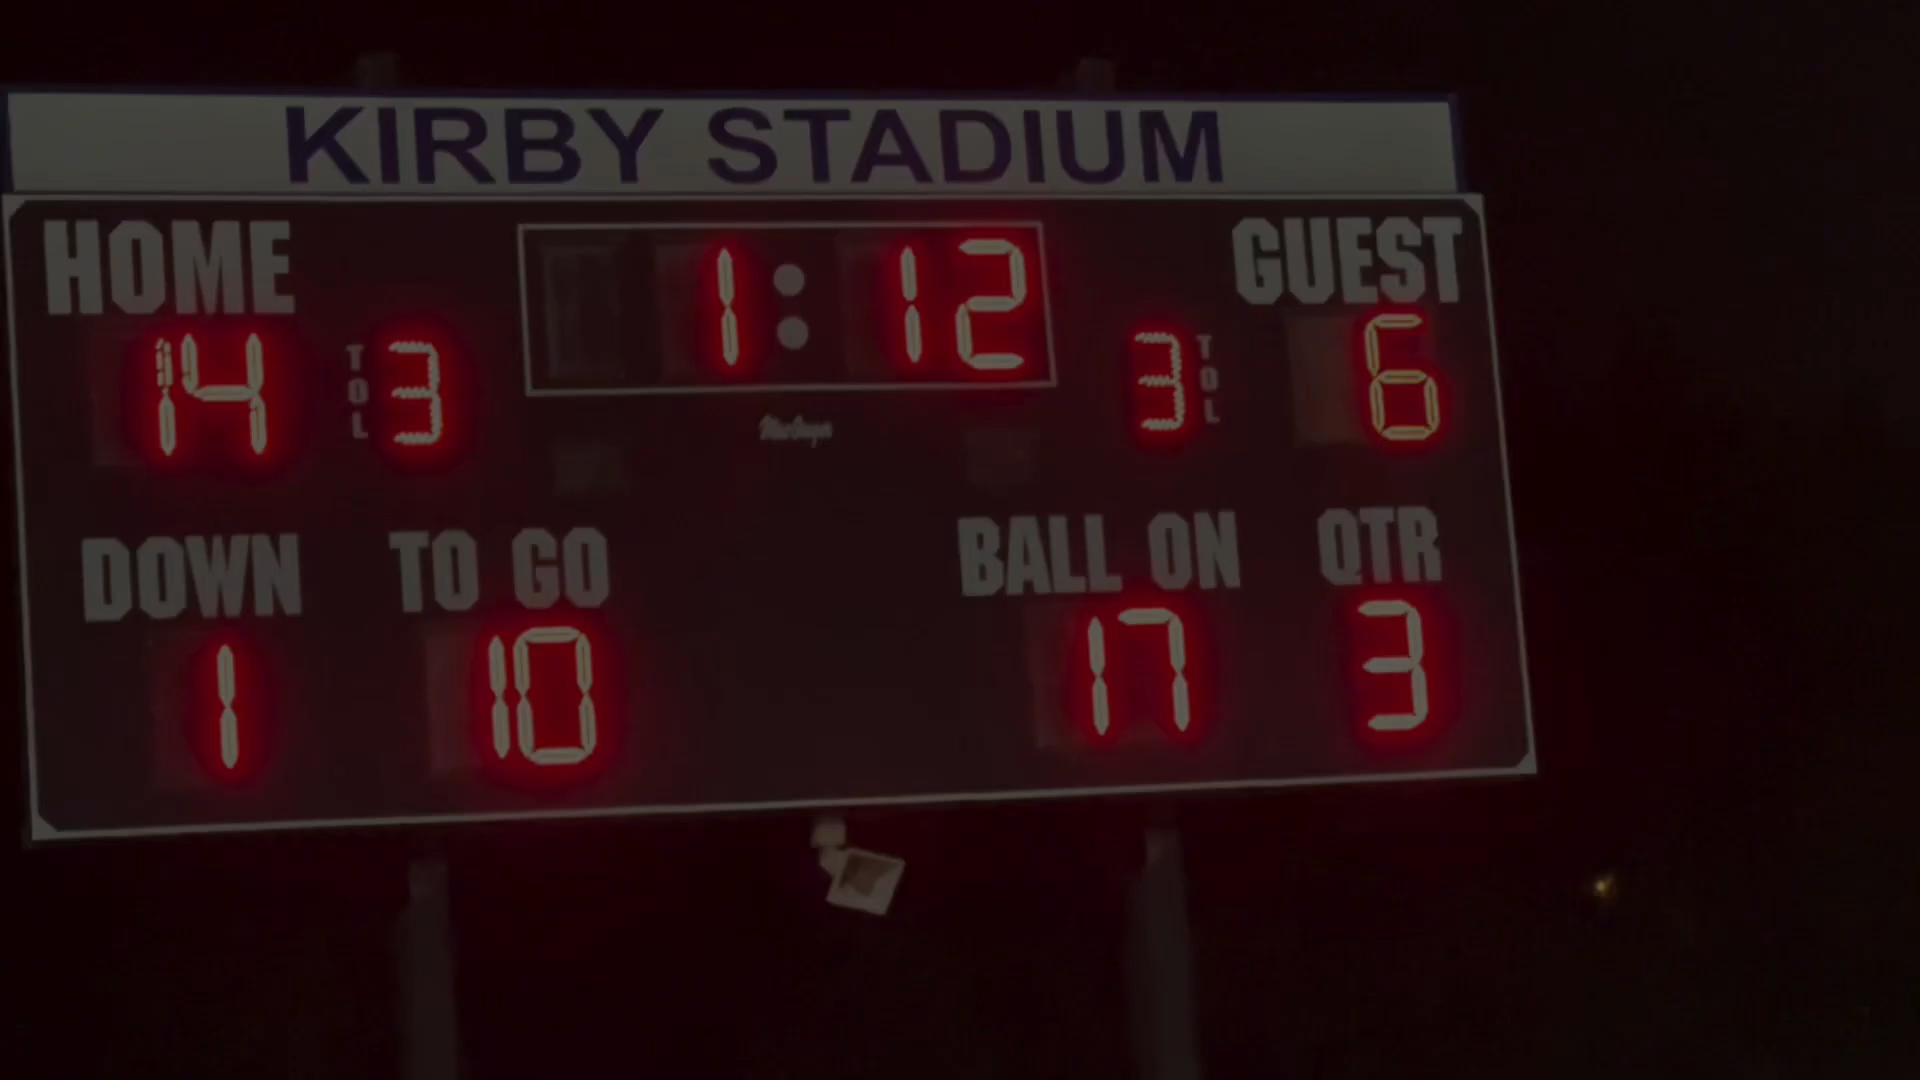 KIRBY STADIUM
HOME 1:12 GUEST
14 TOL 3 3 TOL 6
MacGregor
DOWN TO GO BALL ON QTR
1 10 17 3